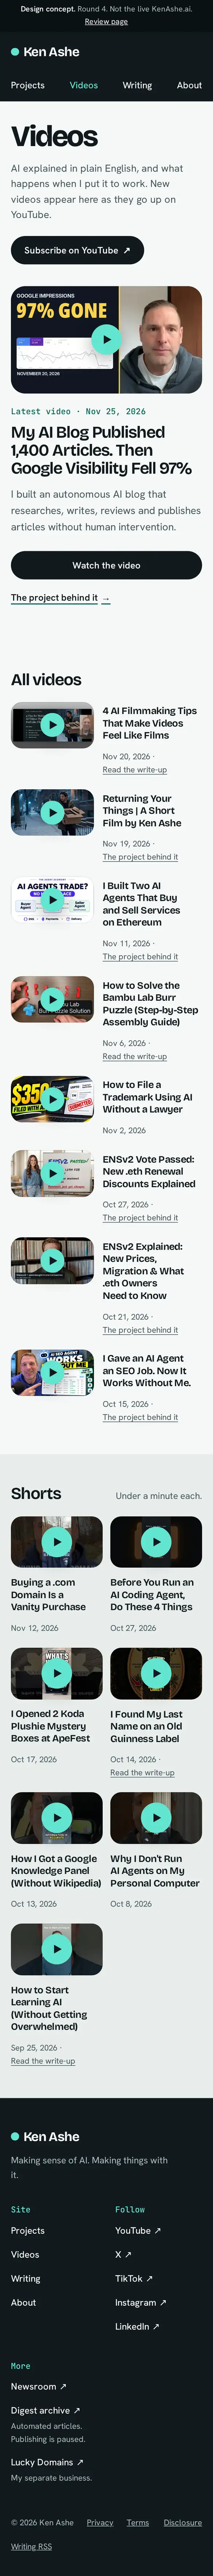 Design concept. Round 4. Not the live KenAshe.ai.
Review page
Ken Ashe
Projects
Videos
Writing
About
Videos
AI explained in plain English, and what
happens when I put it to work. New
videos appear here as they go up on
YouTube.
Subscribe on YouTube ↗
GOOGLE IMPRESSIONS
97% GONE
NOVEMBER 20, 2026
Latest video · Nov 25, 2026
My AI Blog Published
1,400 Articles. Then
Google Visibility Fell 97%
I built an autonomous AI blog that
researches, writes, reviews and publishes
articles without human intervention.
Watch the video
The project behind it →
All videos
4 AI Filmmaking Tips
That Make Videos
Feel Like Films
Nov 20, 2026 ·
Read the write-up
Returning Your
Things | A Short
Film by Ken Ashe
Nov 19, 2026 ·
The project behind it
AI AGENTS TRADE?
I Built Two AI
Agents That Buy
and Sell Services
on Ethereum
Nov 11, 2026 ·
The project behind it
How to Solve the
Bambu Lab Burr
Puzzle (Step-by-Step
Assembly Guide)
Nov 6, 2026 ·
Read the write-up
$350
How to File a
Trademark Using AI
Without a Lawyer
Nov 2, 2026
ENSv2 Vote Passed:
New .eth Renewal
Discounts Explained
Oct 27, 2026 ·
The project behind it
ENSv2 Explained:
New Prices,
Migration & What
.eth Owners
Need to Know
Oct 21, 2026 ·
The project behind it
I Gave an AI Agent
an SEO Job. Now It
Works Without Me.
Oct 15, 2026 ·
The project behind it
Shorts
Under a minute each.
Buying a .com
Domain Is a
Vanity Purchase
Nov 12, 2026
Before You Run an
AI Coding Agent,
Do These 4 Things
Oct 27, 2026
WHAT'S
I Opened 2 Koda
Plushie Mystery
Boxes at ApeFest
Oct 17, 2026
I Found My Last
Name on an Old
Guinness Label
Oct 14, 2026 ·
Read the write-up
How I Got a Google
Knowledge Panel
(Without Wikipedia)
Oct 13, 2026
Why I Don't Run
AI Agents on My
Personal Computer
Oct 8, 2026
How to Start
Learning AI
(Without Getting
Overwhelmed)
Sep 25, 2026 ·
Read the write-up
Ken Ashe
Making sense of AI. Making things with
it.
Site
Projects
Videos
Writing
About
Follow
YouTube ↗
X ↗
TikTok ↗
Instagram ↗
LinkedIn ↗
More
Newsroom ↗
Digest archive ↗
Automated articles.
Publishing is paused.
Lucky Domains ↗
My separate business.
© 2026 Ken Ashe
Privacy
Terms
Disclosure
Writing RSS